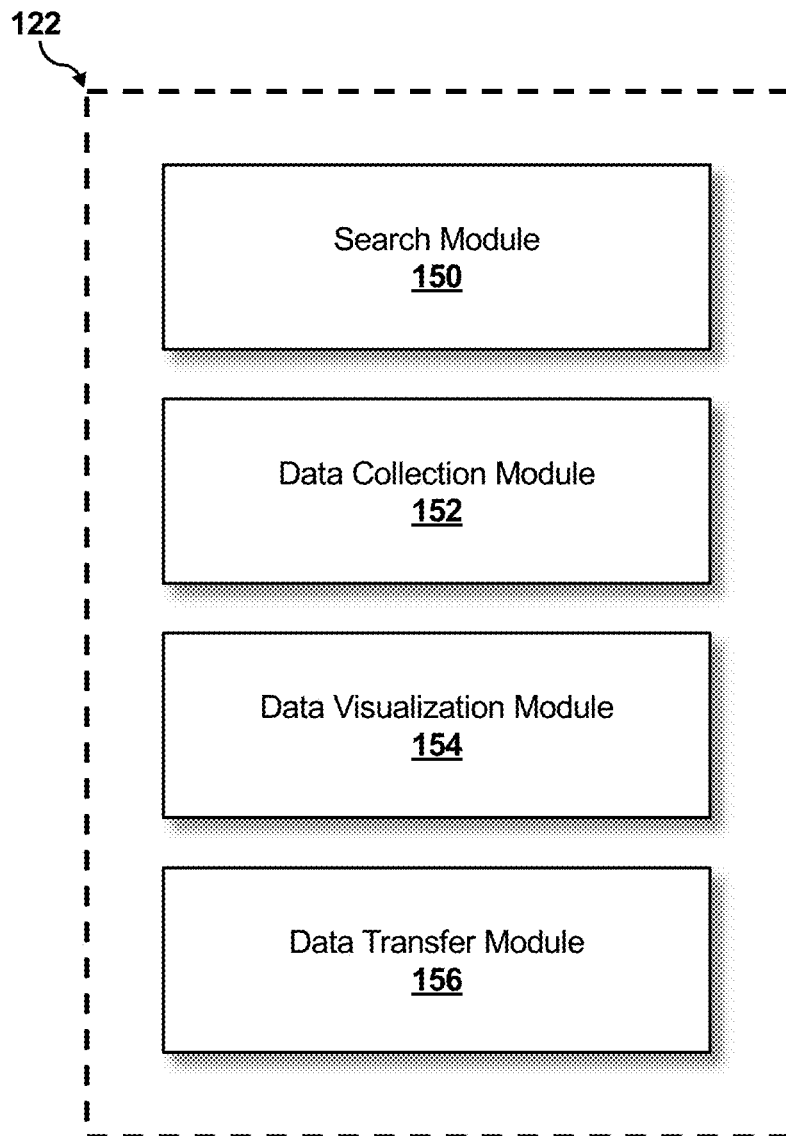 122
Search Module
150
Data Collection Module
152
Data Visualization Module
154
Data Transfer Module
156